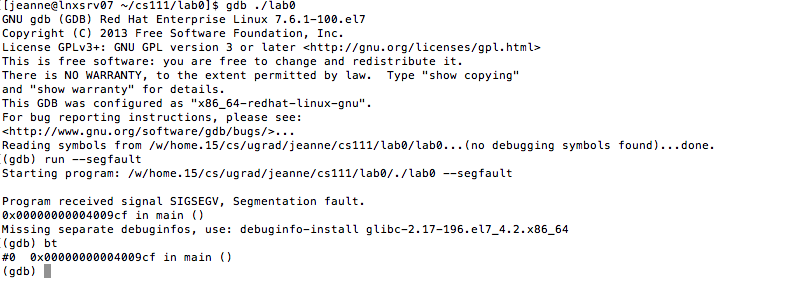 [[jeanne@lnxsrv07 ~/cs111/lab0]$ gdb ./lab0
GNU gdb (GDB) Red Hat Enterprise Linux 7.6.1-100.el7
Copyright (C) 2013 Free Software Foundation, Inc.
License GPLv3+: GNU GPL version 3 or later <http://gnu.org/licenses/gpl.html>
This is free software: you are free to change and redistribute it.
There is NO WARRANTY, to the extent permitted by law.  Type "show copying"
and "show warranty" for details.
This GDB was configured as "x86_64-redhat-linux-gnu".
For bug reporting instructions, please see:
<http://www.gnu.org/software/gdb/bugs/>...
Reading symbols from /w/home.15/cs/ugrad/jeanne/cs111/lab0/lab0...(no debugging symbols found)...done.
[(gdb) run --segfault
Starting program: /w/home.15/cs/ugrad/jeanne/cs111/lab0/./lab0 --segfault

Program received signal SIGSEGV, Segmentation fault.
0x00000000004009cf in main ()
Missing separate debuginfos, use: debuginfo-install glibc-2.17-196.el7_4.2.x86_64
[(gdb) bt
#0  0x00000000004009cf in main ()
(gdb)